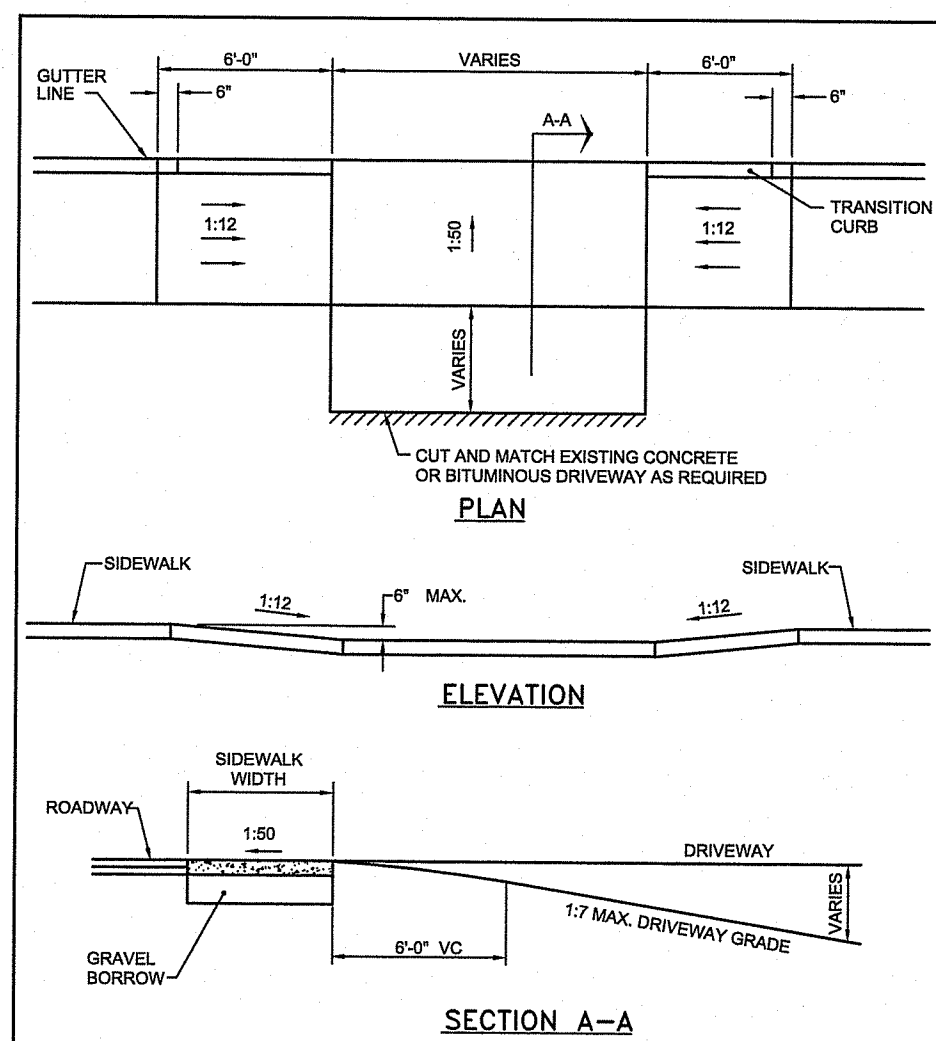 6'-0"
VARIES
6'-0"
GUTTER
LINE
6"
A-A
6"
TRANSITION
CURB
1:12
1:50
1:12
VARIES
CUT AND MATCH EXISTING CONCRETE
OR BITUMINOUS DRIVEWAY AS REQUIRED
PLAN
SIDEWALK
SIDEWALK
1:12
6" MAX.
1:12
ELEVATION
SIDEWALK
WIDTH
ROADWAY
1:50
DRIVEWAY
VARIES
1:7 MAX. DRIVEWAY GRADE
6'-0" VC
GRAVEL
BORROW
SECTION A-A